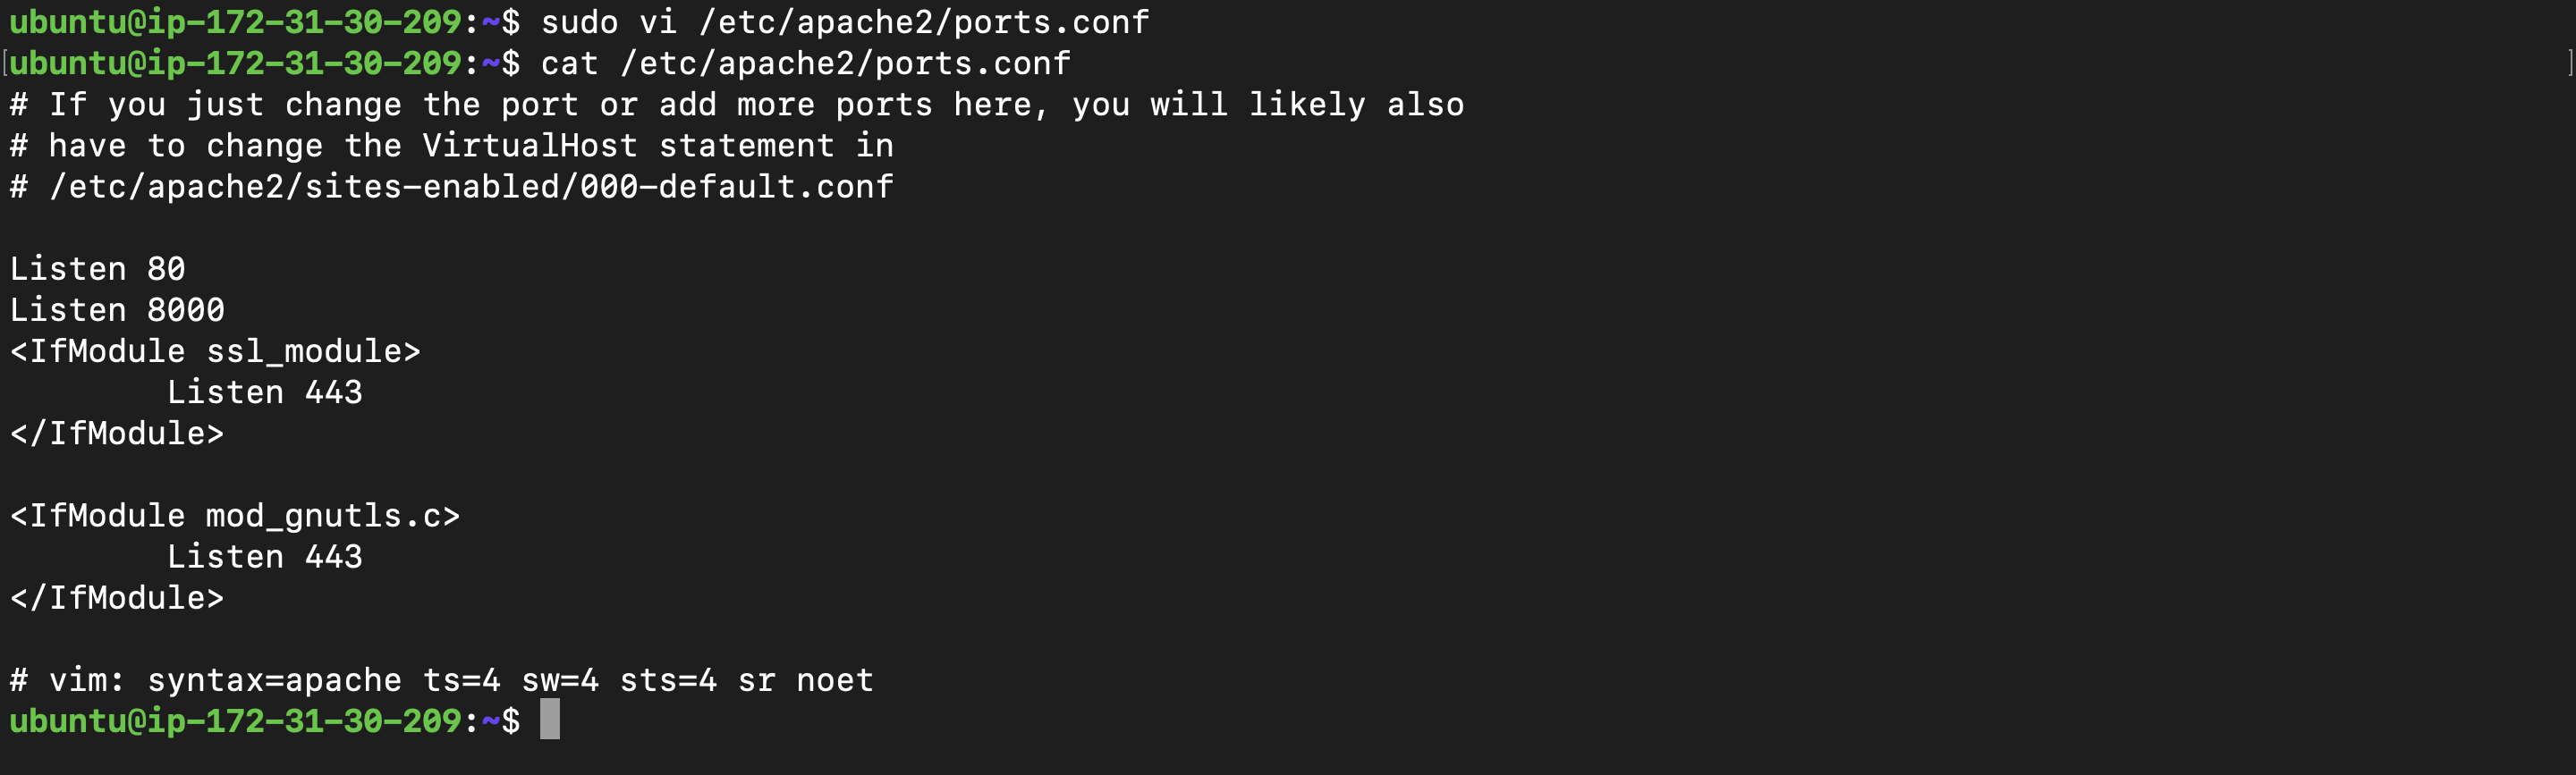 ubuntu@ip-172-31-30-209:~$ sudo vi /etc/apache2/ports.conf
[ubuntu@ip-172-31-30-209:~$ cat /etc/apache2/ports.conf ]
# If you just change the port or add more ports here, you will likely also
# have to change the VirtualHost statement in
# /etc/apache2/sites-enabled/000-default.conf

Listen 80
Listen 8000
<IfModule ssl_module>
        Listen 443
</IfModule>

<IfModule mod_gnutls.c>
        Listen 443
</IfModule>

# vim: syntax=apache ts=4 sw=4 sts=4 sr noet
ubuntu@ip-172-31-30-209:~$